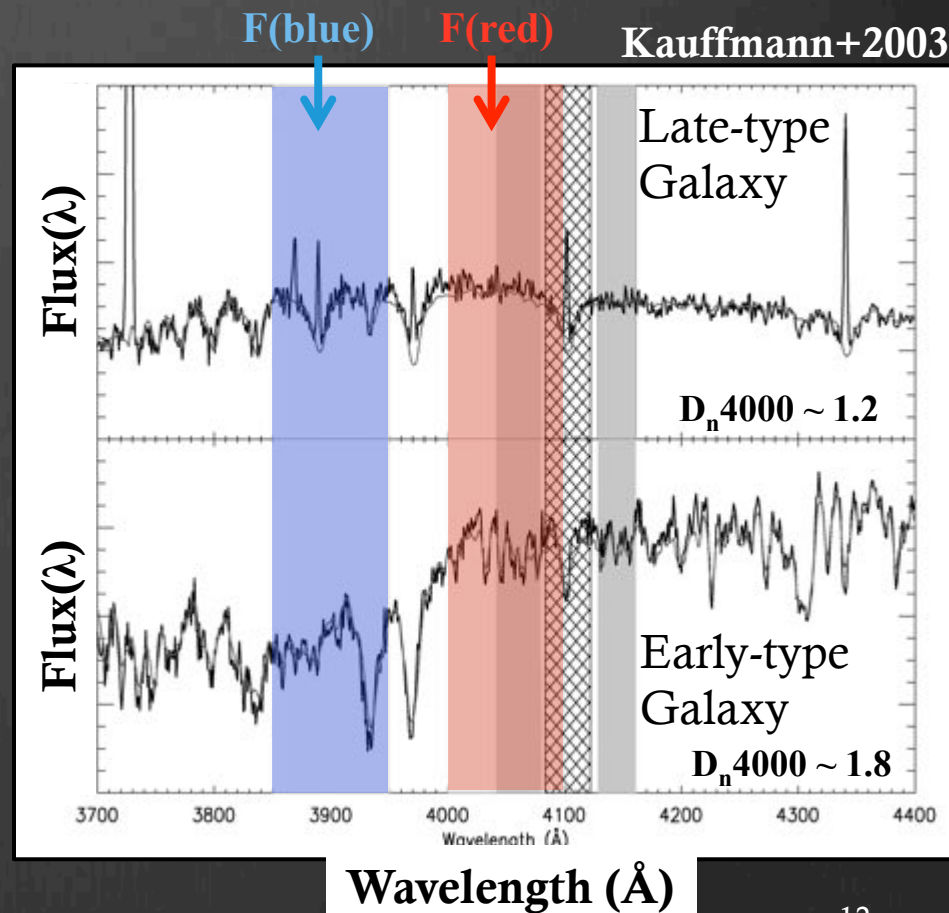 F(blue) F(red)
Kauffmann+2003
Late-type
Galaxy
Flux(λ)
Dn4000 ~ 1.2
Flux(λ)
Early-type
Galaxy
Dn4000 ~ 1.8
3700 3800 3900 4000 4100 4200 4300 4400
Wavelength (Å)
Wavelength (Å)